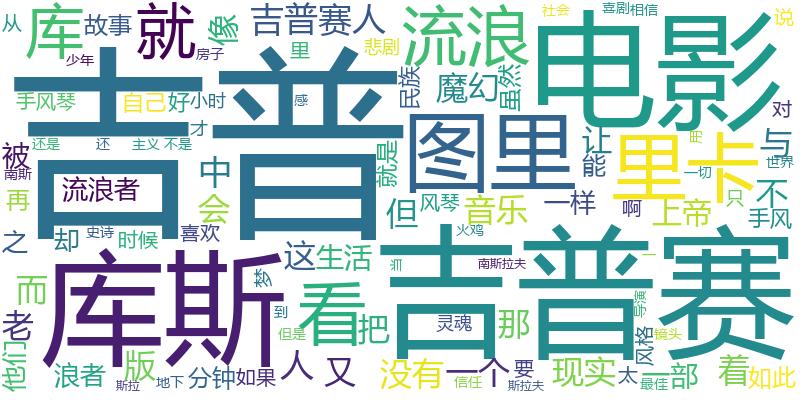 从 库 故事 就 像 吉普赛人 里 悲剧 流浪 社会 喜剧 相信 说
少年 房子 电影
手风琴 自己 好 小时 感 民族 魔幻 虽然 对
吉普 才 还是 还 主义 不是 就是 图里 让 能 里卡 用 与 世界
被 南斯 流浪者 中 会 但 风琴 音乐 一样 啊 上帝 一切 只 不 手风
再 之 却 史诗 时候 喜欢 这 生活 火鸡 南斯拉夫
而 库斯 梦 到 看 吉普赛 灵魂 那 导演 一
老 但是 把 风格 镜头
他们 浪者 版 斯拉 地下 分钟 如果 人 又 没有 信任 一个 要 斯拉夫 现实 太 最佳 一部 着 如此